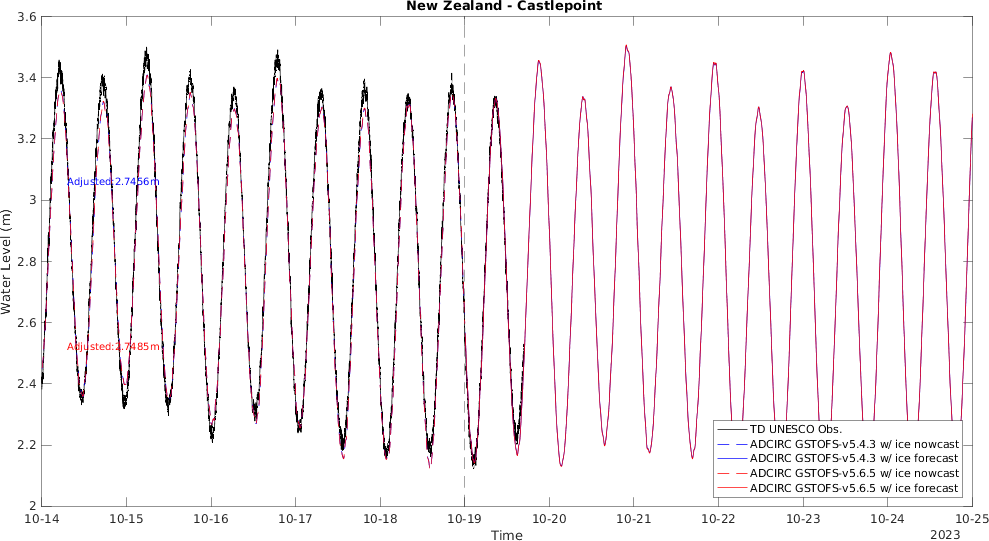 New Zealand - Castlepoint
3.6
3.4
3.2
3
2.8
2.6
2.4
2.2
2
Water Level (m)
Adjusted:2.7456m
Adjusted:2.7485m
TD UNESCO Obs.
ADCIRC GSTOFS-v5.4.3 w/ ice nowcast
ADCIRC GSTOFS-v5.4.3 w/ ice forecast
ADCIRC GSTOFS-v5.6.5 w/ ice nowcast
ADCIRC GSTOFS-v5.6.5 w/ ice forecast
10-14 10-15 10-16 10-17 10-18 10-19 10-20 10-21 10-22 10-23 10-24 10-25
Time
2023